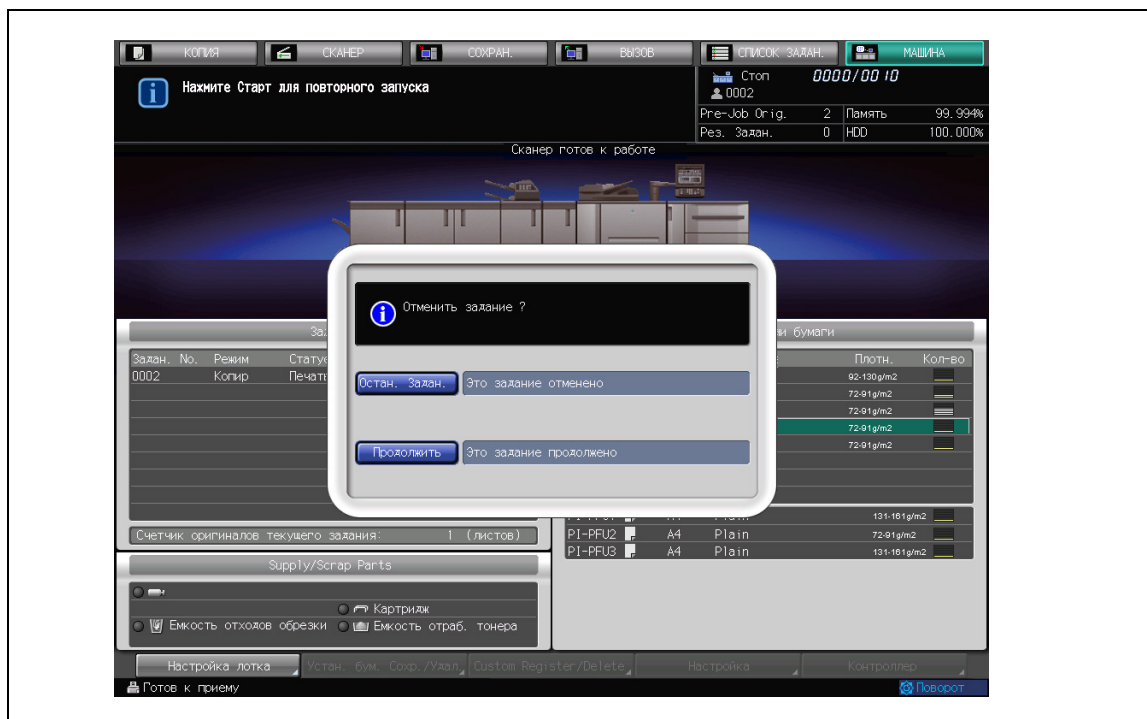 КОПИЯ СКАНЕР СОХРАН. ВЫЗОВ СПИСОК ЗАДАН. МАШИНА
Нажмите Старт для повторного запуска
Стоп 0000/0010
0002
Pre-Job Orig. 2 Память 99.994%
Рез. Задан. 0 HDD 100.000%
Сканер готов к работе
Отменить задание ?
Остан. Задан. Это задание отменено
Продолжить Это задание продолжено
бумаги
Задан. No. Режим Плотн. Кол-во
0002 Копир 92-130g/m2
72-91g/m2
72-91g/m2
72-91g/m2
72-91g/m2
131-161g/m2
Счетчик оригиналов текущего задания: 1 (листов)
PI-PFU2 A4 Plain 72-91g/m2
PI-PFU3 A4 Plain 131-161g/m2
Supply/Scrap Parts
Картридж
Емкость отходов обрезки Емкость отраб. тонера
Настройка лотка Устан. бум. Сохр./Удал. Custom Register/Delete Настройка Контроллер
Готов к приему Поворот